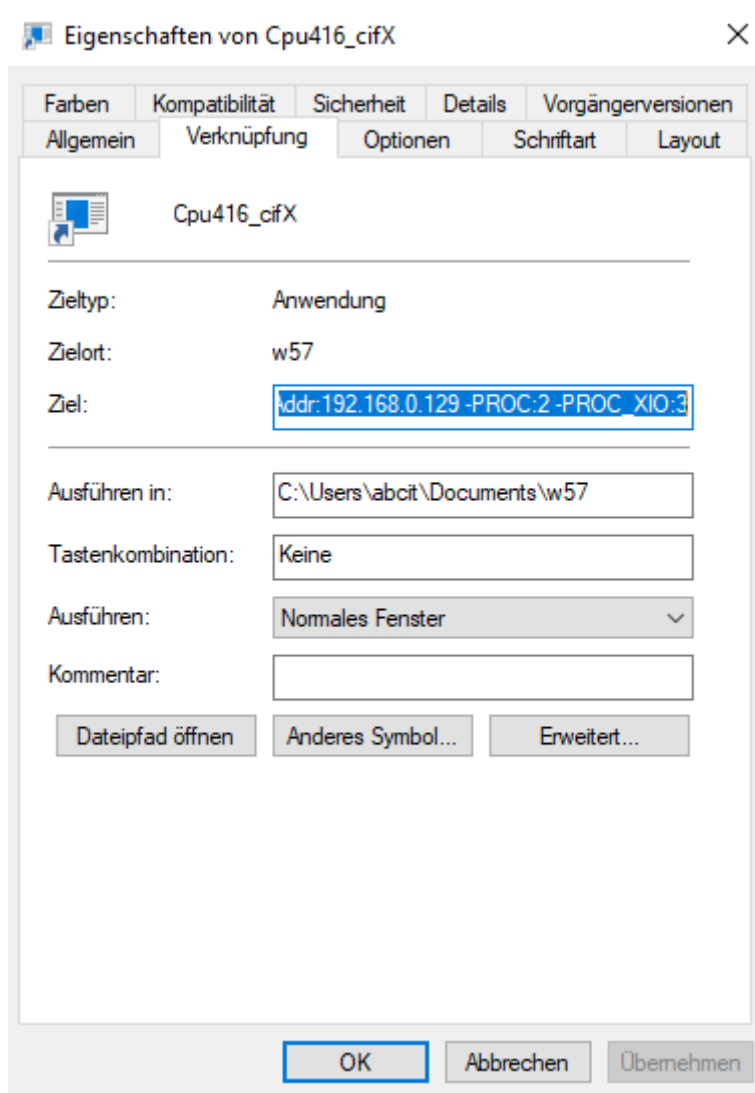 Eigenschaften von Cpu416_cifX
Farben Kompatibilität Sicherheit Details Vorgängerversionen
Allgemein Verknüpfung Optionen Schriftart Layout
Cpu416_cifX
Zieltyp: Anwendung
Zielort: w57
Ziel: Addr:192.168.0.129 -PROC:2 -PROC_XIO:3
Ausführen in: C:\Users\abcit\Documents\w57
Tastenkombination: Keine
Ausführen: Normales Fenster
Kommentar:
Dateipfad öffnen Anderes Symbol... Erweitert...
OK Abbrechen Übernehmen